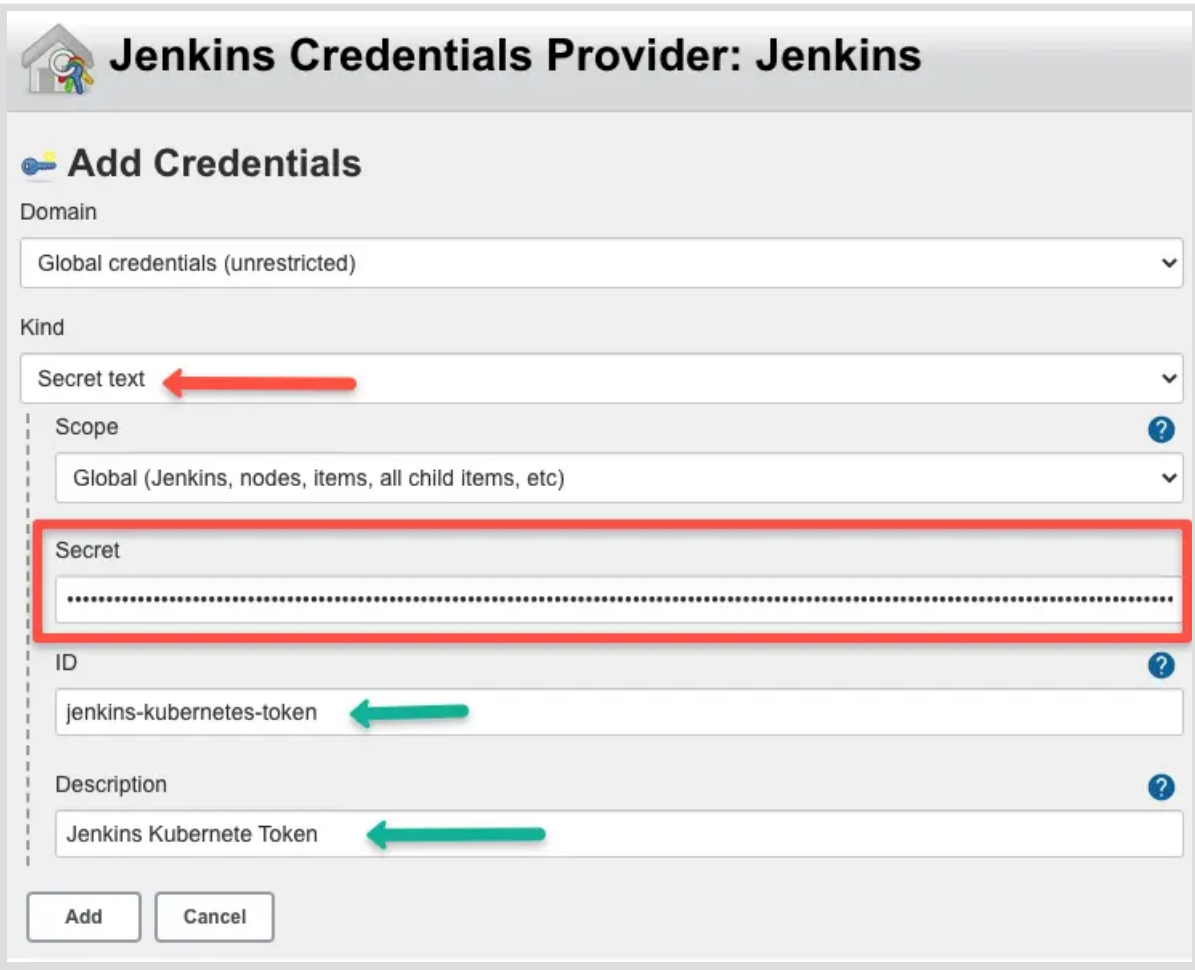 Jenkins Credentials Provider: Jenkins
Add Credentials
Domain
Global credentials (unrestricted)
Kind
Secret text
Scope
?
Global (Jenkins, nodes, items, all child items, etc)
Secret
ID
?
jenkins-kubernetes-token
Description
?
Jenkins Kubernete Token
Add
Cancel